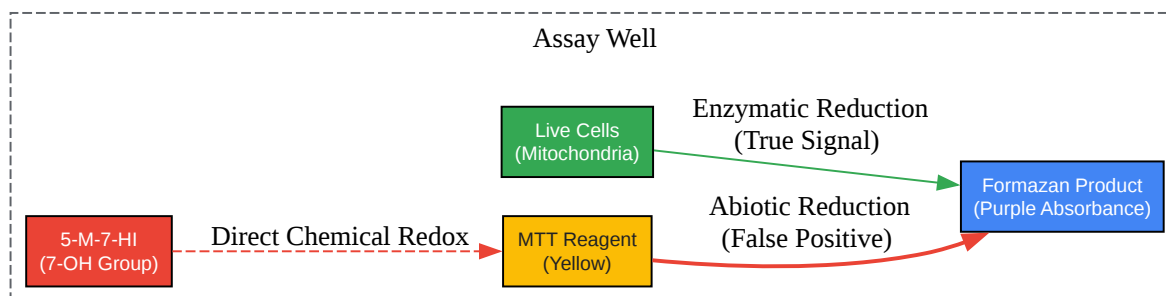 Assay Well
Live Cells
(Mitochondria)
Enzymatic Reduction
(True Signal)
Formazan Product
(Purple Absorbance)
5-M-7-HI
(7-OH Group)
Direct Chemical Redox
MTT Reagent
(Yellow)
Abiotic Reduction
(False Positive)